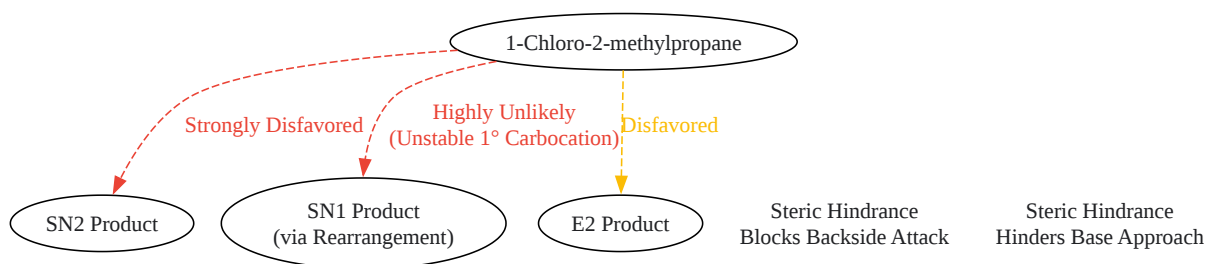 1-Chloro-2-methylpropane
Strongly Disfavored
Highly Unlikely
(Unstable 1° Carbocation)
Disfavored
SN2 Product
SN1 Product
(via Rearrangement)
E2 Product
Steric Hindrance
Blocks Backside Attack
Steric Hindrance
Hinders Base Approach